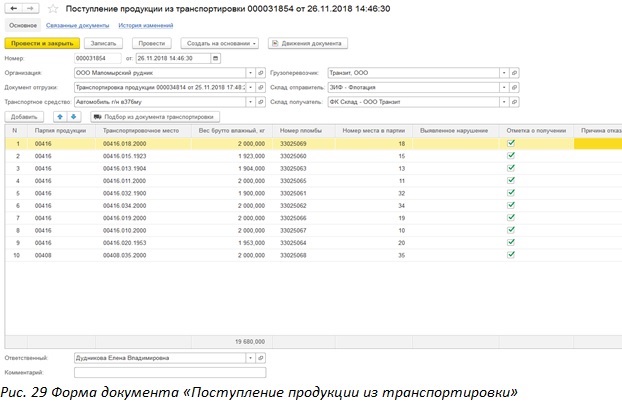 Поступление продукции из транспортировки 000031854 от 26.11.2018 14:46:30
Основное Связанные документы История изменений
Провести и закрыть Записать Провести Создать на основании Движения документа
Номер: 000031854 от: 26.11.2018 14:46:30
Организация: ООО Маломырский рудник Грузоперевозчик: Транзит, ООО
Документ отгрузки: Транспортировка продукции 000034814 от 25.11.2018 17:48:2 Склад отправитель: ЗИФ - Флотация
Транспортное средство: Автомобиль г/н в376му Склад получатель: ФК Склад - ООО Транзит
Добавить Подбор из документа транспортировки
N Партия продукции Транспортировочное место Вес брутто влажный, кг Номер пломбы Номер места в партии Выявленное нарушение Отметка о получении Причина отказ
1 00416 00416.018.2000 2 000,000 33025069 18
2 00416 00416.015.1923 1 923,000 33025060 15
3 00416 00416.013.1904 1 904,000 33025063 13
4 00416 00416.011.2000 2 000,000 33025065 11
5 00416 00416.032.1900 1 900,000 33025061 32
6 00416 00416.034.2000 2 000,000 33025062 34
7 00416 00416.019.2000 2 000,000 33025066 19
8 00416 00416.010.2000 2 000,000 33025067 10
9 00416 00416.020.1953 1 953,000 33025064 20
10 00408 00408.035.2000 2 000,000 33025068 35
19 680,000
Ответственный: Дудникова Елена Владимировна
Комментарий:
Рис. 29 Форма документа «Поступление продукции из транспортировки»